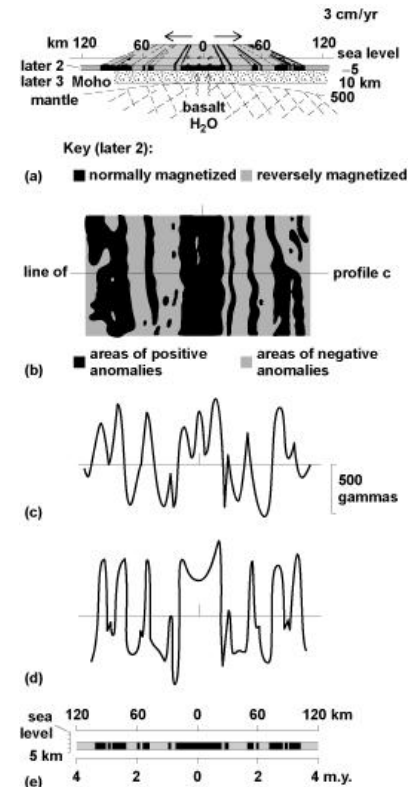 3 cm/yr
km 120 60 0 60 120
sea level
later 2 5
later 3 Moho 10 km
mantle 500
basalt
H2O
Key (later 2):
(a) normally magnetized reversely magnetized
line of profile c
areas of positive anomalies areas of negative anomalies
(b)
500 gammas
(c)
(d)
sea level 120 60 0 60 120 km
5 km
(e) 4 2 0 2 4 m.y.